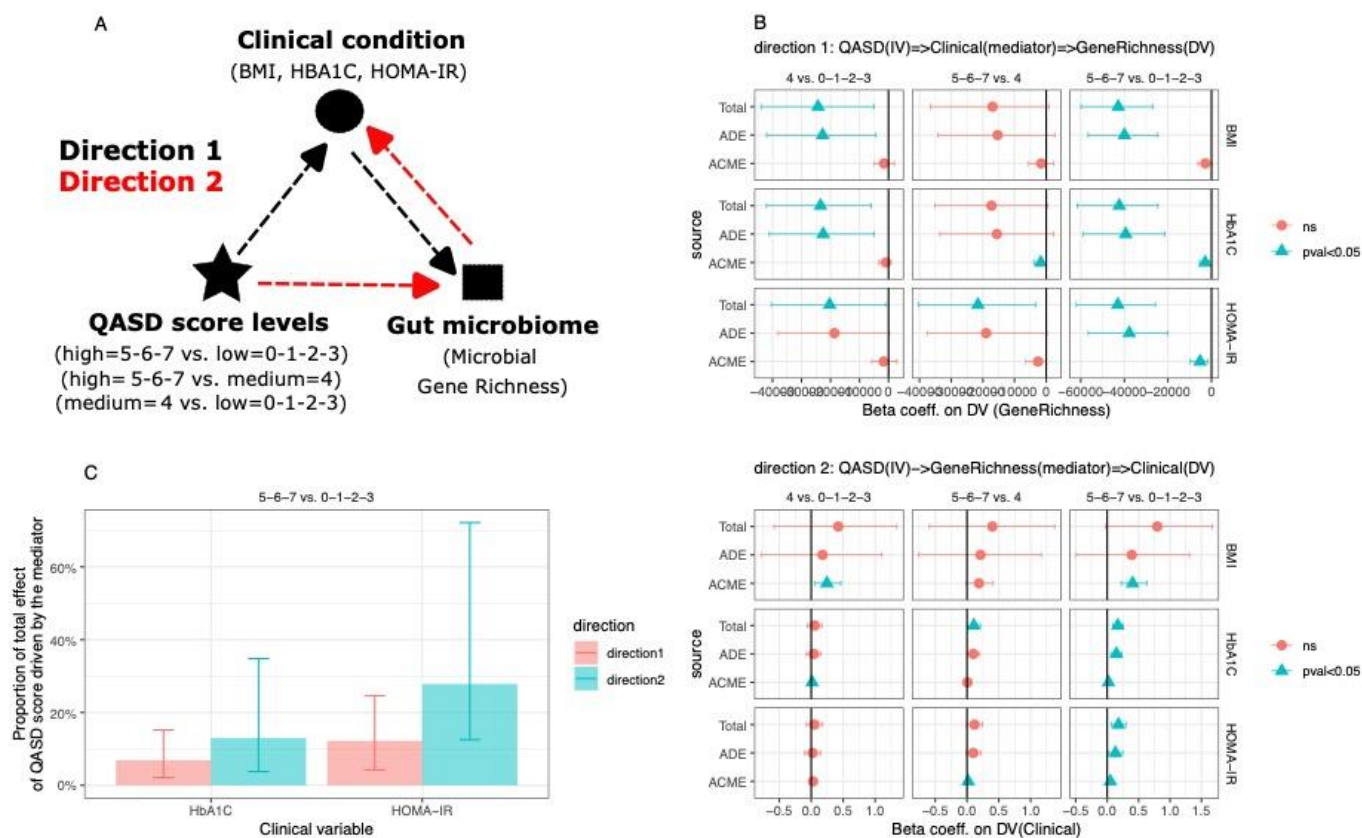 A
Clinical condition
(BMI, HBA1C, HOMA-IR)
Direction 1
Direction 2
QASD score levels
(high=5-6-7 vs. low=0-1-2-3)
(high= 5-6-7 vs. medium=4)
(medium=4 vs. low=0-1-2-3)
Gut microbiome
(Microbial
Gene Richness)
B
direction 1: QASD(IV)=>Clinical(mediator)=>GeneRichness(DV)
4 vs. 0-1-2-3
5-6-7 vs. 4
5-6-7 vs. 0-1-2-3
Total
ADE
ACME
BMI
Total
ADE
ACME
HbA1C
Total
ADE
ACME
HOMA-IR
source
-60000
-40000
-20000
0
Beta coeff. on DV (GeneRichness)
ns
pval<0.05
direction 2: QASD(IV)->GeneRichness(mediator)=>Clinical(DV)
4 vs. 0-1-2-3
5-6-7 vs. 4
5-6-7 vs. 0-1-2-3
Total
ADE
ACME
BMI
Total
ADE
ACME
HbA1C
Total
ADE
ACME
HOMA-IR
source
-0.5 0.0 0.5 1.0
-0.5 0.0 0.5 1.0
-0.5 0.0 0.5 1.0 1.5
Beta coeff. on DV(Clinical)
ns
pval<0.05
C
5-6-7 vs. 0-1-2-3
Proportion of total effect
of QASD score driven by the mediator
60%
40%
20%
0%
HbA1C
HOMA-IR
Clinical variable
direction
direction1
direction2